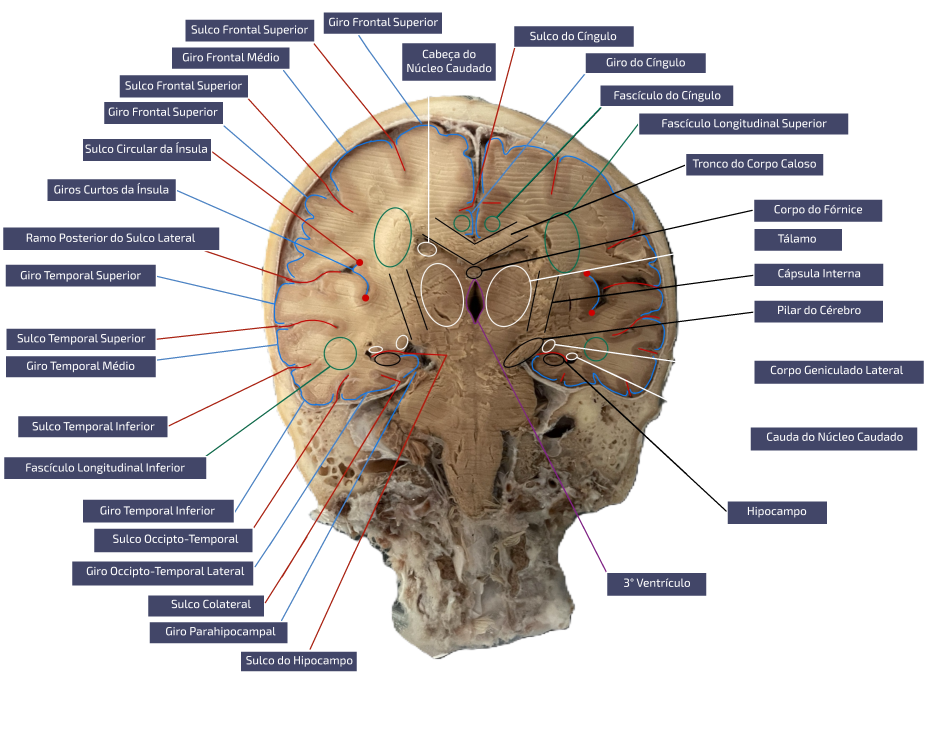 Giro Frontal Superior
Sulco Frontal Superior
Sulco do Cíngulo
Cabeça do
Núcleo Caudado
Giro Frontal Médio
Giro do Cíngulo
Sulco Frontal Superior
Fascículo do Cíngulo
Giro Frontal Superior
Fascículo Longitudinal Superior
Sulco Circular da Ínsula
Tronco do Corpo Caloso
Giros Curtos da Ínsula
Corpo do Fórnice
Ramo Posterior do Sulco Lateral
Tálamo
Giro Temporal Superior
Cápsula Interna
Pilar do Cérebro
Sulco Temporal Superior
Giro Temporal Médio
Corpo Geniculado Lateral
Sulco Temporal Inferior
Cauda do Núcleo Caudado
Fascículo Longitudinal Inferior
Giro Temporal Inferior
Hipocampo
Sulco Occipto-Temporal
Giro Occipto-Temporal Lateral
3° Ventrículo
Sulco Colateral
Giro Parahipocampal
Sulco do Hipocampo